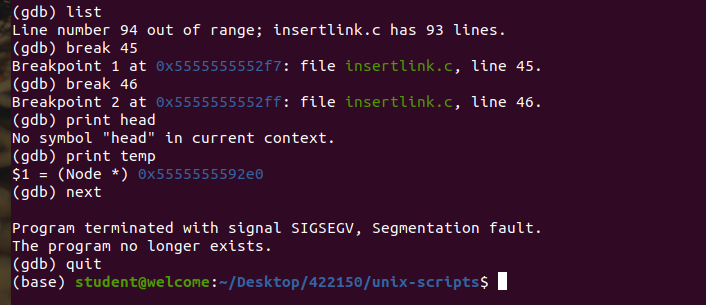 (gdb) list
Line number 94 out of range; insertlink.c has 93 lines.
(gdb) break 45
Breakpoint 1 at 0x5555555552f7: file insertlink.c, line 45.
(gdb) break 46
Breakpoint 2 at 0x5555555552ff: file insertlink.c, line 46.
(gdb) print head
No symbol "head" in current context.
(gdb) print temp
$1 = (Node *) 0x5555555592e0
(gdb) next
Program terminated with signal SIGSEGV, Segmentation fault.
The program no longer exists.
(gdb) quit
(base) student@welcome:~/Desktop/422150/unix-scripts$